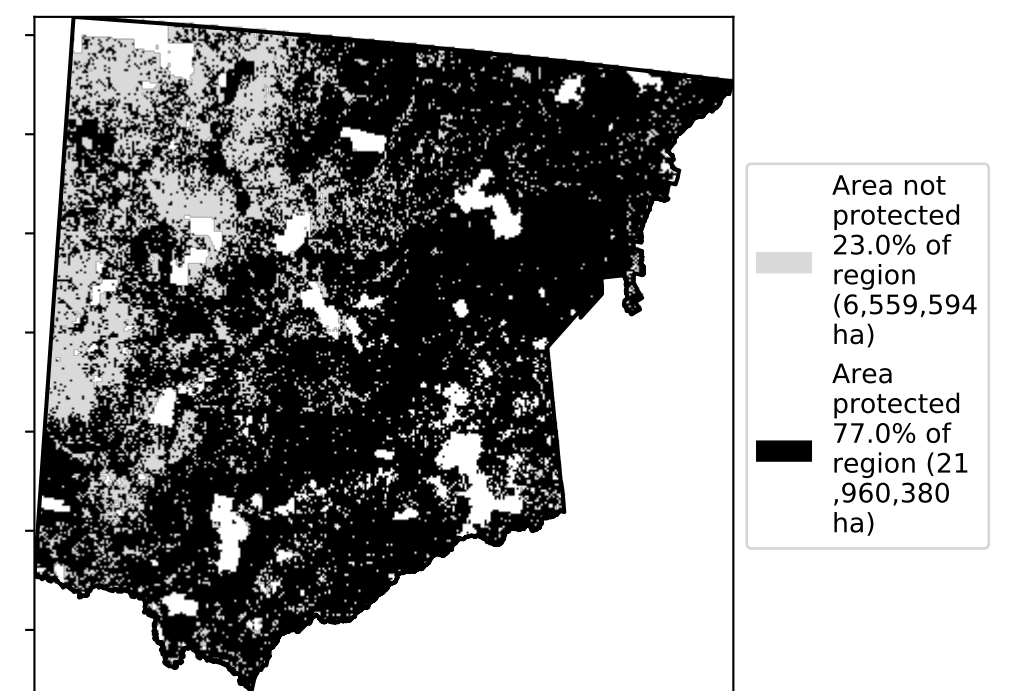 Area not
protected
23.0% of
region
(6,559,594
ha)
Area
protected
77.0% of
region (21
,960,380
ha)